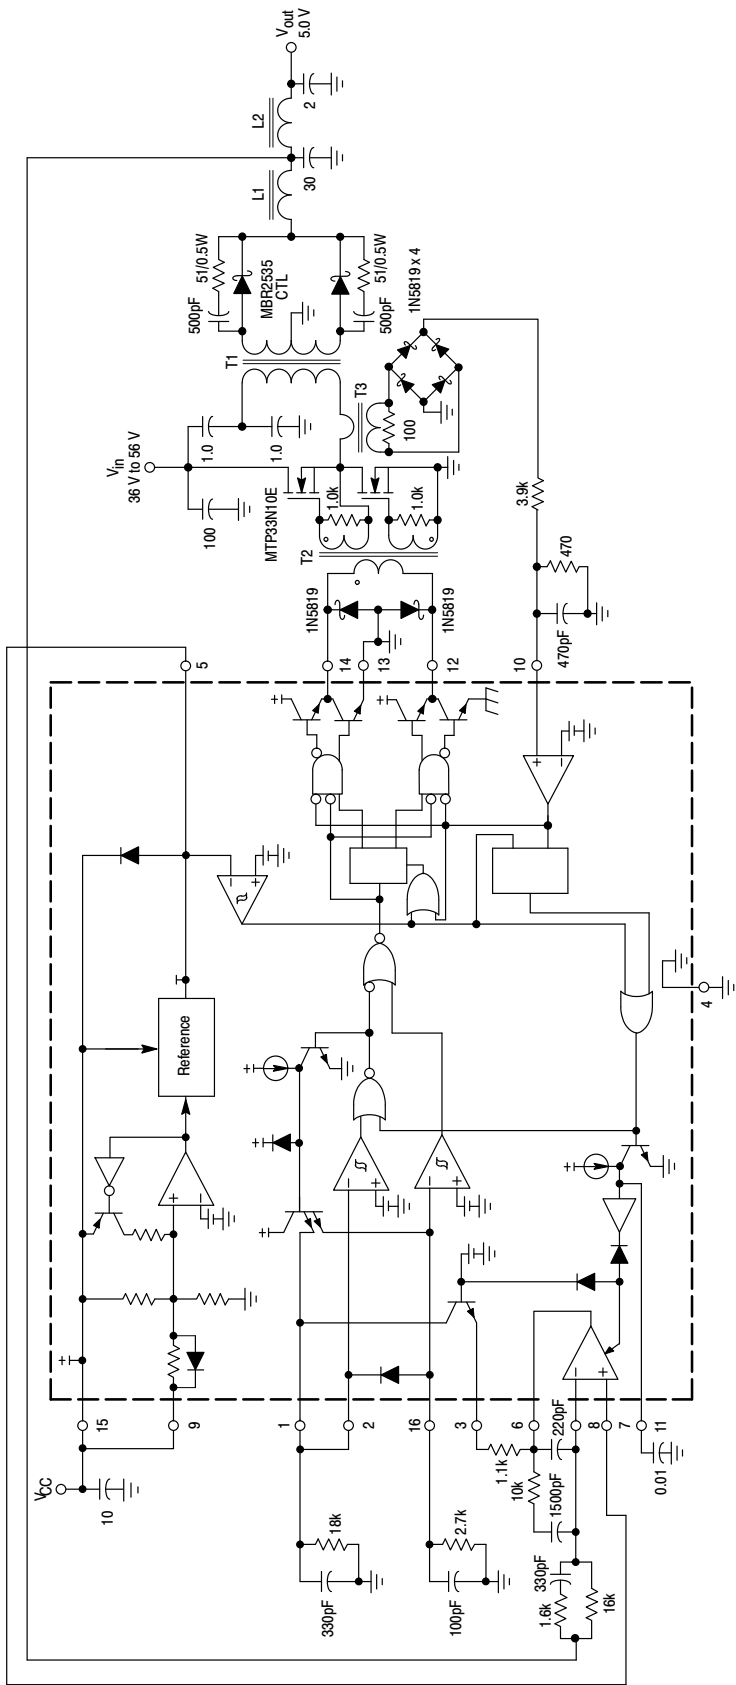 Vout
5.0 V
2
L2
30
L1
51/0.5W
51/0.5W
500pF
500pF
MBR2535
CTL
1N5819 x 4
T1
T3
100
1.0
1.0
Vin
36 V to 56 V
100
MTP33N10E
1.0k
1.0k
T2
3.9k
470
470pF
1N5819
1N5819
5
14
13
12
10
+
–
–
+
4
Reference
+
–
–
+
–
+
–
+
15
9
1
2
16
3
6
8
7
11
VCC
10
18k
330pF
2.7k
100pF
1.1k
10k
220pF
1500pF
0.01
330pF
1.6k
16k